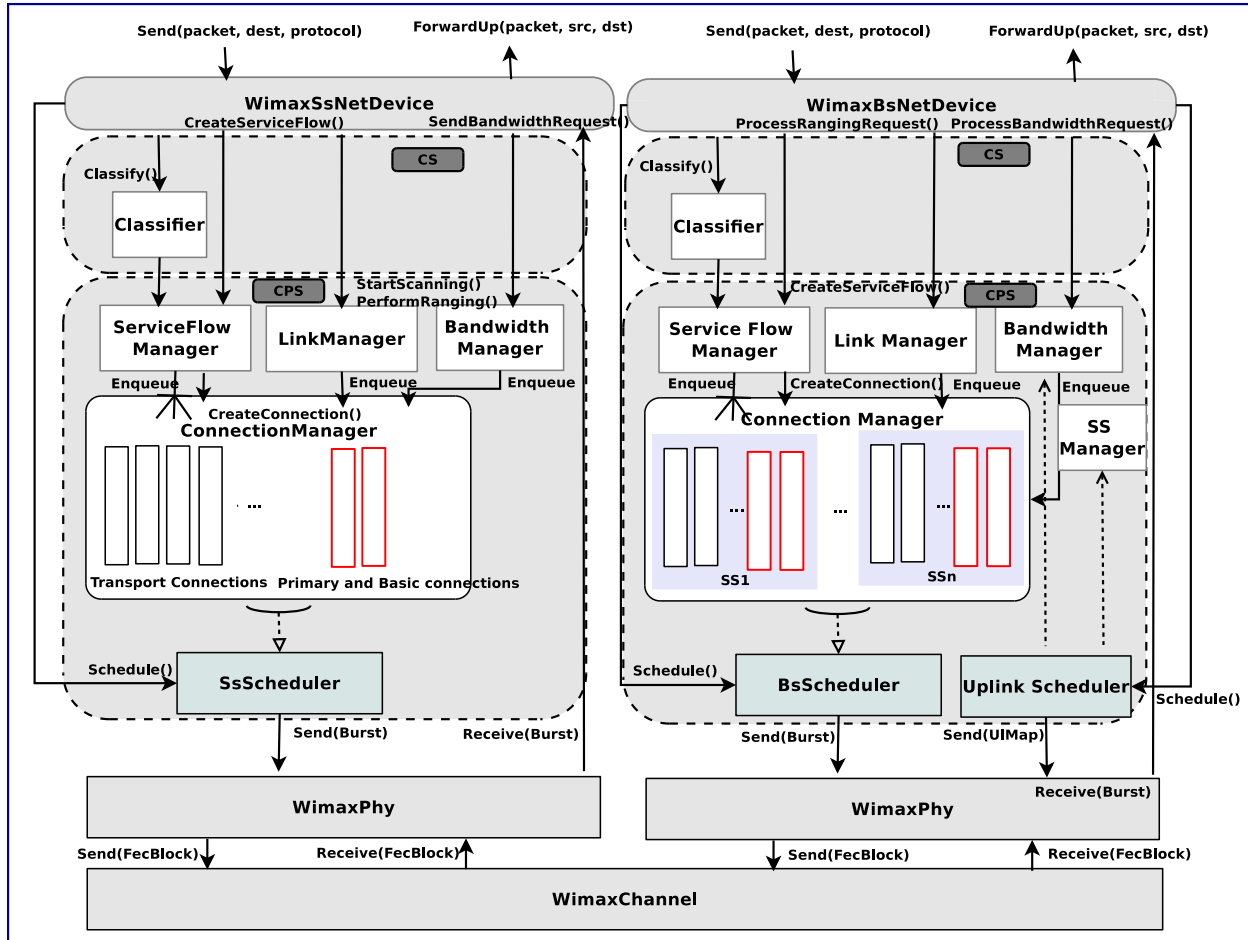 Send(packet, dest, protocol)
ForwardUp(packet, src, dst)
WimaxSsNetDevice
CreateServiceFlow()
SendBandwidthRequest()
CS
Classify()
Classifier
CPS
StartScanning()
PerformRanging()
ServiceFlow
Manager
LinkManager
Bandwidth
Manager
Enqueue
Enqueue
Enqueue
CreateConnection()
ConnectionManager
...
Transport Connections
Primary and Basic connections
Schedule()
SsScheduler
Send(Burst)
Receive(Burst)
WimaxPhy
Send(FecBlock)
Receive(FecBlock)
Send(packet, dest, protocol)
ForwardUp(packet, src, dst)
WimaxBsNetDevice
ProcessRangingRequest()
ProcessBandwidthRequest()
CS
Classify()
Classifier
CreateServiceFlow()
CPS
Service Flow
Manager
Link Manager
Bandwidth
Manager
Enqueue
CreateConnection()
Enqueue
Enqueue
Connection Manager
SS
Manager
...
...
...
SS1
SSn
Schedule()
BsScheduler
Uplink Scheduler
Schedule()
Send(Burst)
Send(UlMap)
Receive(Burst)
WimaxPhy
Send(FecBlock)
Receive(FecBlock)
WimaxChannel